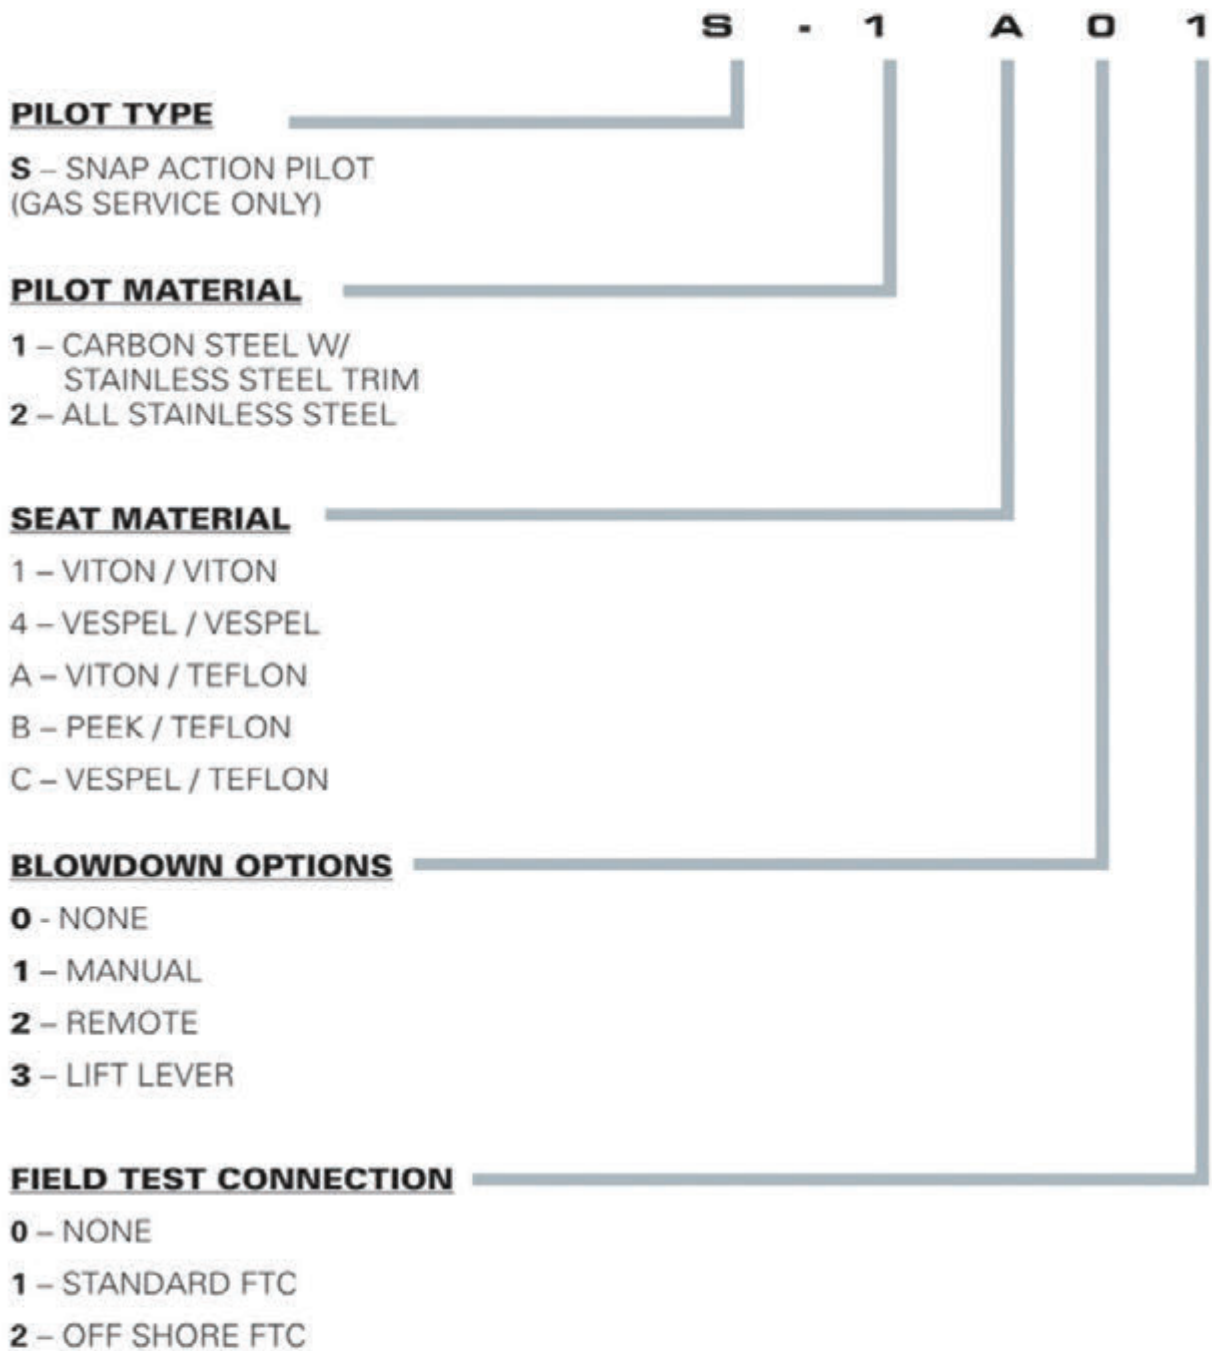 S - 1 A 0 1
PILOT TYPE
S – SNAP ACTION PILOT
(GAS SERVICE ONLY)
PILOT MATERIAL
1 – CARBON STEEL W/
STAINLESS STEEL TRIM
2 – ALL STAINLESS STEEL
SEAT MATERIAL
1 – VITON / VITON
4 – VESPEL / VESPEL
A – VITON / TEFLON
B – PEEK / TEFLON
C – VESPEL / TEFLON
BLOWDOWN OPTIONS
0 - NONE
1 – MANUAL
2 – REMOTE
3 – LIFT LEVER
FIELD TEST CONNECTION
0 – NONE
1 – STANDARD FTC
2 – OFF SHORE FTC